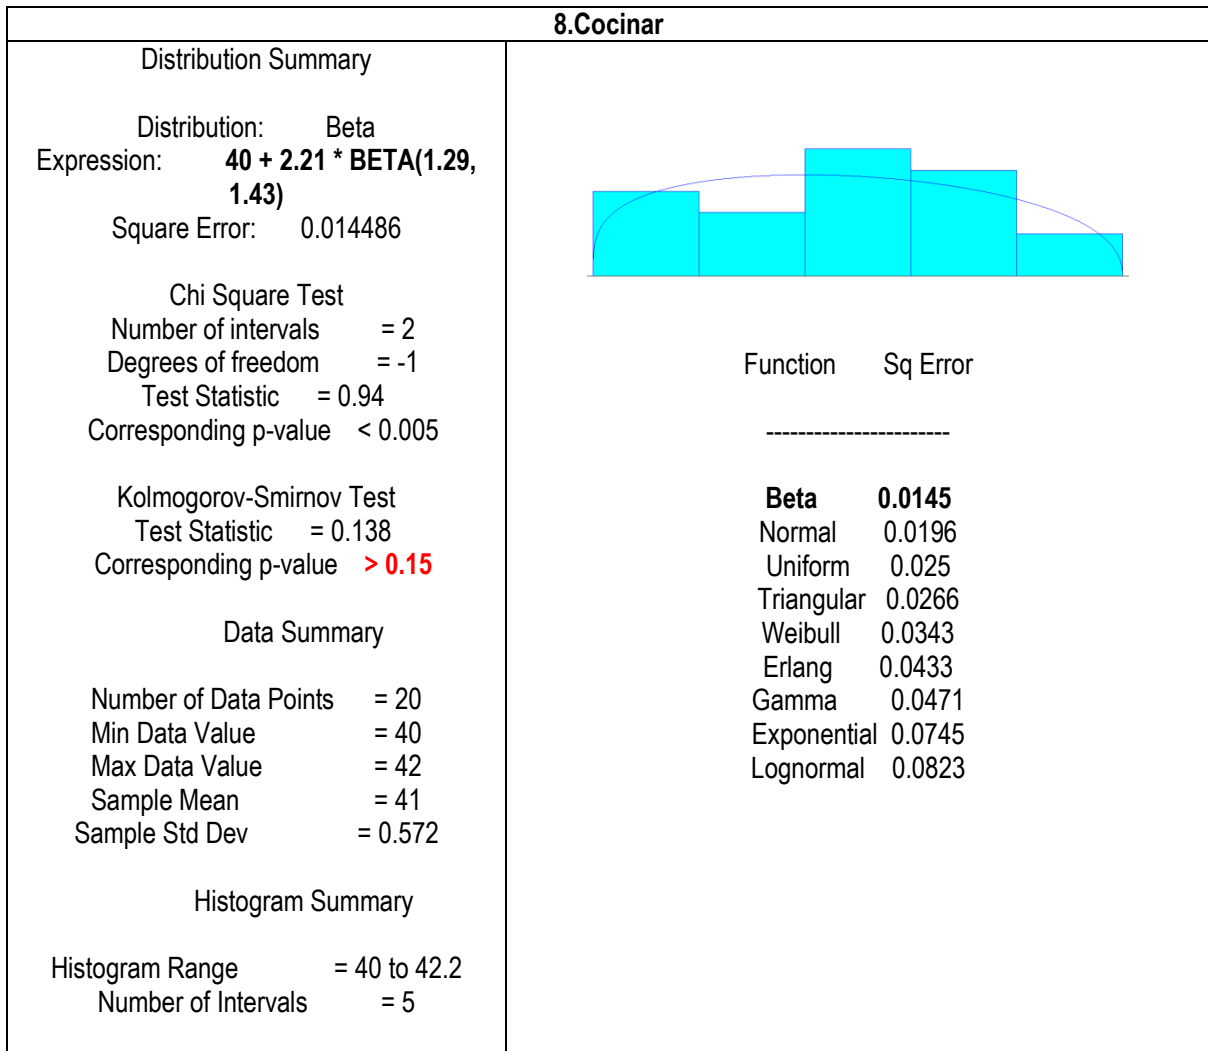 8.Cocinar
Distribution Summary
Distribution: Beta
Expression: 40 + 2.21 * BETA(1.29,
1.43)
Square Error: 0.014486
Chi Square Test
Number of intervals = 2
Degrees of freedom = -1
Test Statistic = 0.94
Corresponding p-value < 0.005
Kolmogorov-Smirnov Test
Test Statistic = 0.138
Corresponding p-value > 0.15
Data Summary
Number of Data Points = 20
Min Data Value = 40
Max Data Value = 42
Sample Mean = 41
Sample Std Dev = 0.572
Histogram Summary
Histogram Range = 40 to 42.2
Number of Intervals = 5
Function Sq Error
-----------------------
Beta 0.0145
Normal 0.0196
Uniform 0.025
Triangular 0.0266
Weibull 0.0343
Erlang 0.0433
Gamma 0.0471
Exponential 0.0745
Lognormal 0.0823